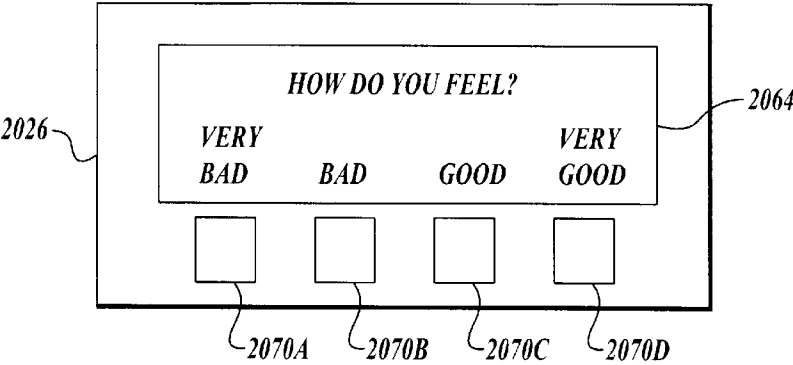 HOW DO YOU FEEL?
2064
2026
VERY VERY
BAD BAD GOOD GOOD
2070A 2070B 2070C 2070D